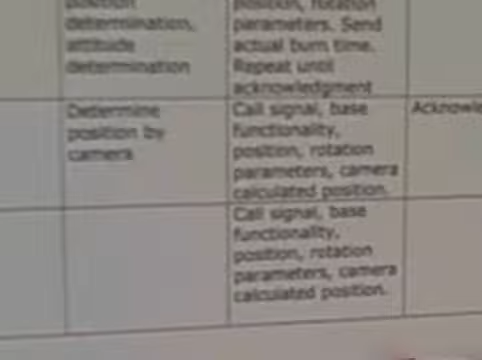 position
determination,
attitude
determination
position, rotation
parameters. Send
actual burn time.
Repeat until
acknowledgment
Determine
position by
camera
Call signal, base
functionality,
position, rotation
parameters, camera
calculated position.
Call signal, base
functionality,
position, rotation
parameters, camera
calculated position.